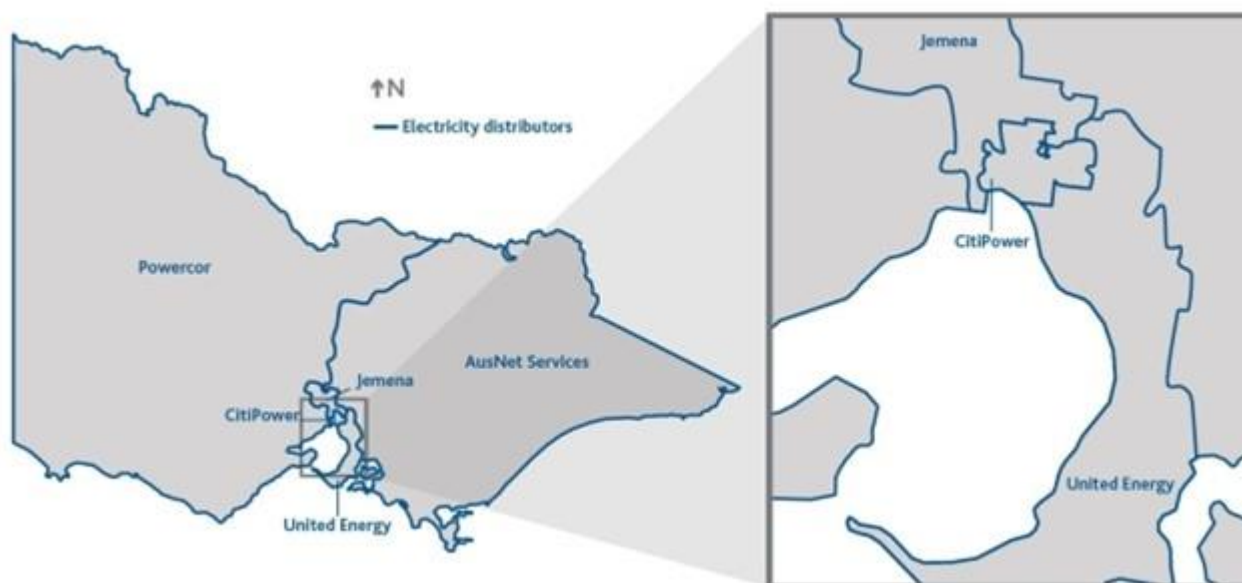 ↑N
Electricity distributors
Powercor
AusNet Services
Jemena
CitiPower
United Energy
Jemena
CitiPower
United Energy